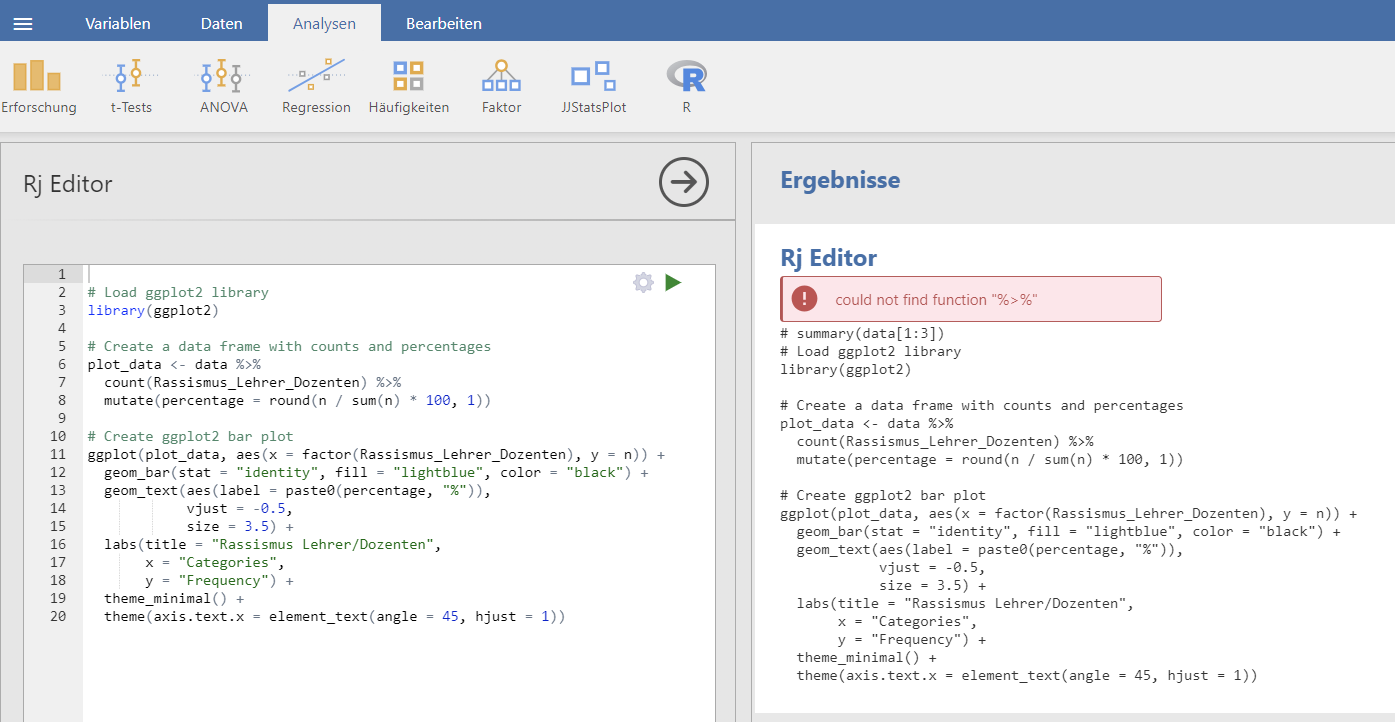 Variablen Daten Analysen Bearbeiten
Erforschung t-Tests ANOVA Regression Häufigkeiten Faktor JJStatsPlot R
Rj Editor
1
2 # Load ggplot2 library
3 library(ggplot2)
4
5 # Create a data frame with counts and percentages
6 plot_data <- data %>%
7   count(Rassismus_Lehrer_Dozenten) %>%
8   mutate(percentage = round(n / sum(n) * 100, 1))
9
10 # Create ggplot2 bar plot
11 ggplot(plot_data, aes(x = factor(Rassismus_Lehrer_Dozenten), y = n)) +
12   geom_bar(stat = "identity", fill = "lightblue", color = "black") +
13   geom_text(aes(label = paste0(percentage, "%")),
14             vjust = -0.5,
15             size = 3.5) +
16   labs(title = "Rassismus Lehrer/Dozenten",
17        x = "Categories",
18        y = "Frequency") +
19   theme_minimal() +
20   theme(axis.text.x = element_text(angle = 45, hjust = 1))
Ergebnisse
Rj Editor
! could not find function "%>%"
# summary(data[1:3])
# Load ggplot2 library
library(ggplot2)

# Create a data frame with counts and percentages
plot_data <- data %>%
  count(Rassismus_Lehrer_Dozenten) %>%
  mutate(percentage = round(n / sum(n) * 100, 1))

# Create ggplot2 bar plot
ggplot(plot_data, aes(x = factor(Rassismus_Lehrer_Dozenten), y = n)) +
  geom_bar(stat = "identity", fill = "lightblue", color = "black") +
  geom_text(aes(label = paste0(percentage, "%")),
            vjust = -0.5,
            size = 3.5) +
  labs(title = "Rassismus Lehrer/Dozenten",
       x = "Categories",
       y = "Frequency") +
  theme_minimal() +
  theme(axis.text.x = element_text(angle = 45, hjust = 1))